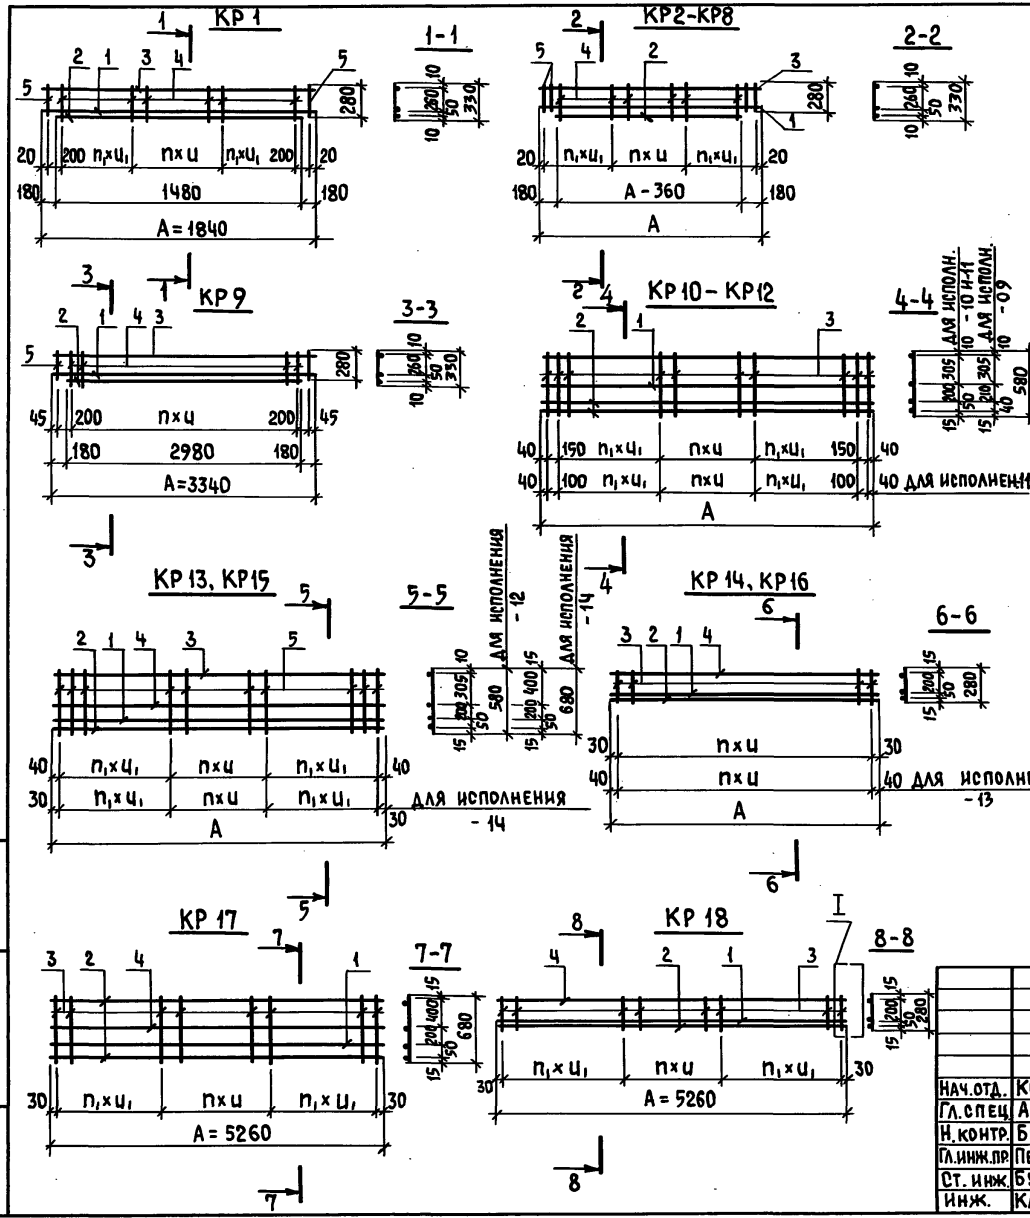 КР 1
1
1-1
5 2 1 3 4 5
280
10 260 50 10 330
20 200 n₁×u₁ n×u n₁×u₁ 200 20
180 1480 180
A=1840
1
КР2-КР8
2
2-2
5 4 2 3
280
1
10 260 50 10 330
20 n₁×u₁ n×u n₁×u₁ 20
180 A-360 180
A
2
КР 9
3
3-3
5 2 1 4 3
280
10 260 50 10 330
45 200 n×u 200 45
180 2980 180
A=3340
3
КР 10- КР12
4
4-4
2 1 3
ДЛЯ ИСПОЛН. -10 И-11
ДЛЯ ИСПОЛН. -09
15 200 50 305 10
15 40 210 305 10
580
40 150 n₁×u₁ n×u n₁×u₁ 150 40
40 100 n₁×u₁ n×u n₁×u₁ 100 40 ДЛЯ ИСПОЛНЕН-11
A
4
КР 13, КР15
5
5-5
2 1 4 3 5
ДЛЯ ИСПОЛНЕНИЯ -12
ДЛЯ ИСПОЛНЕНИЯ -14
15 50 200 305 10 580
15 50 200 400 15 680
40 n₁×u₁ n×u n₁×u₁ 40
30 n₁×u₁ n×u n₁×u₁ 30 ДЛЯ ИСПОЛНЕНИЯ
- 14
A
5
КР 14, КР16
6
6-6
3 2 1 4
15 200 50 15 280
30 n×u 30
40 n×u 40 ДЛЯ ИСПОЛНЕ
-13
A
6
КР 17
7
7-7
3 2 4 1
15 400 200 50 15 680
30 n₁×u₁ n×u n₁×u₁ 30
A= 5260
7
КР 18
8
I
8-8
4 2 1 3
15 200 50 15 280
30 n₁×u₁ n×u n₁×u₁ 30
A= 5260
8
НАЧ.ОТД.
ГЛ.СПЕЦ
Н.КОНТР.
ГЛ.ИНЖ.ПР
СТ. ИНЖ.
ИНЖ.